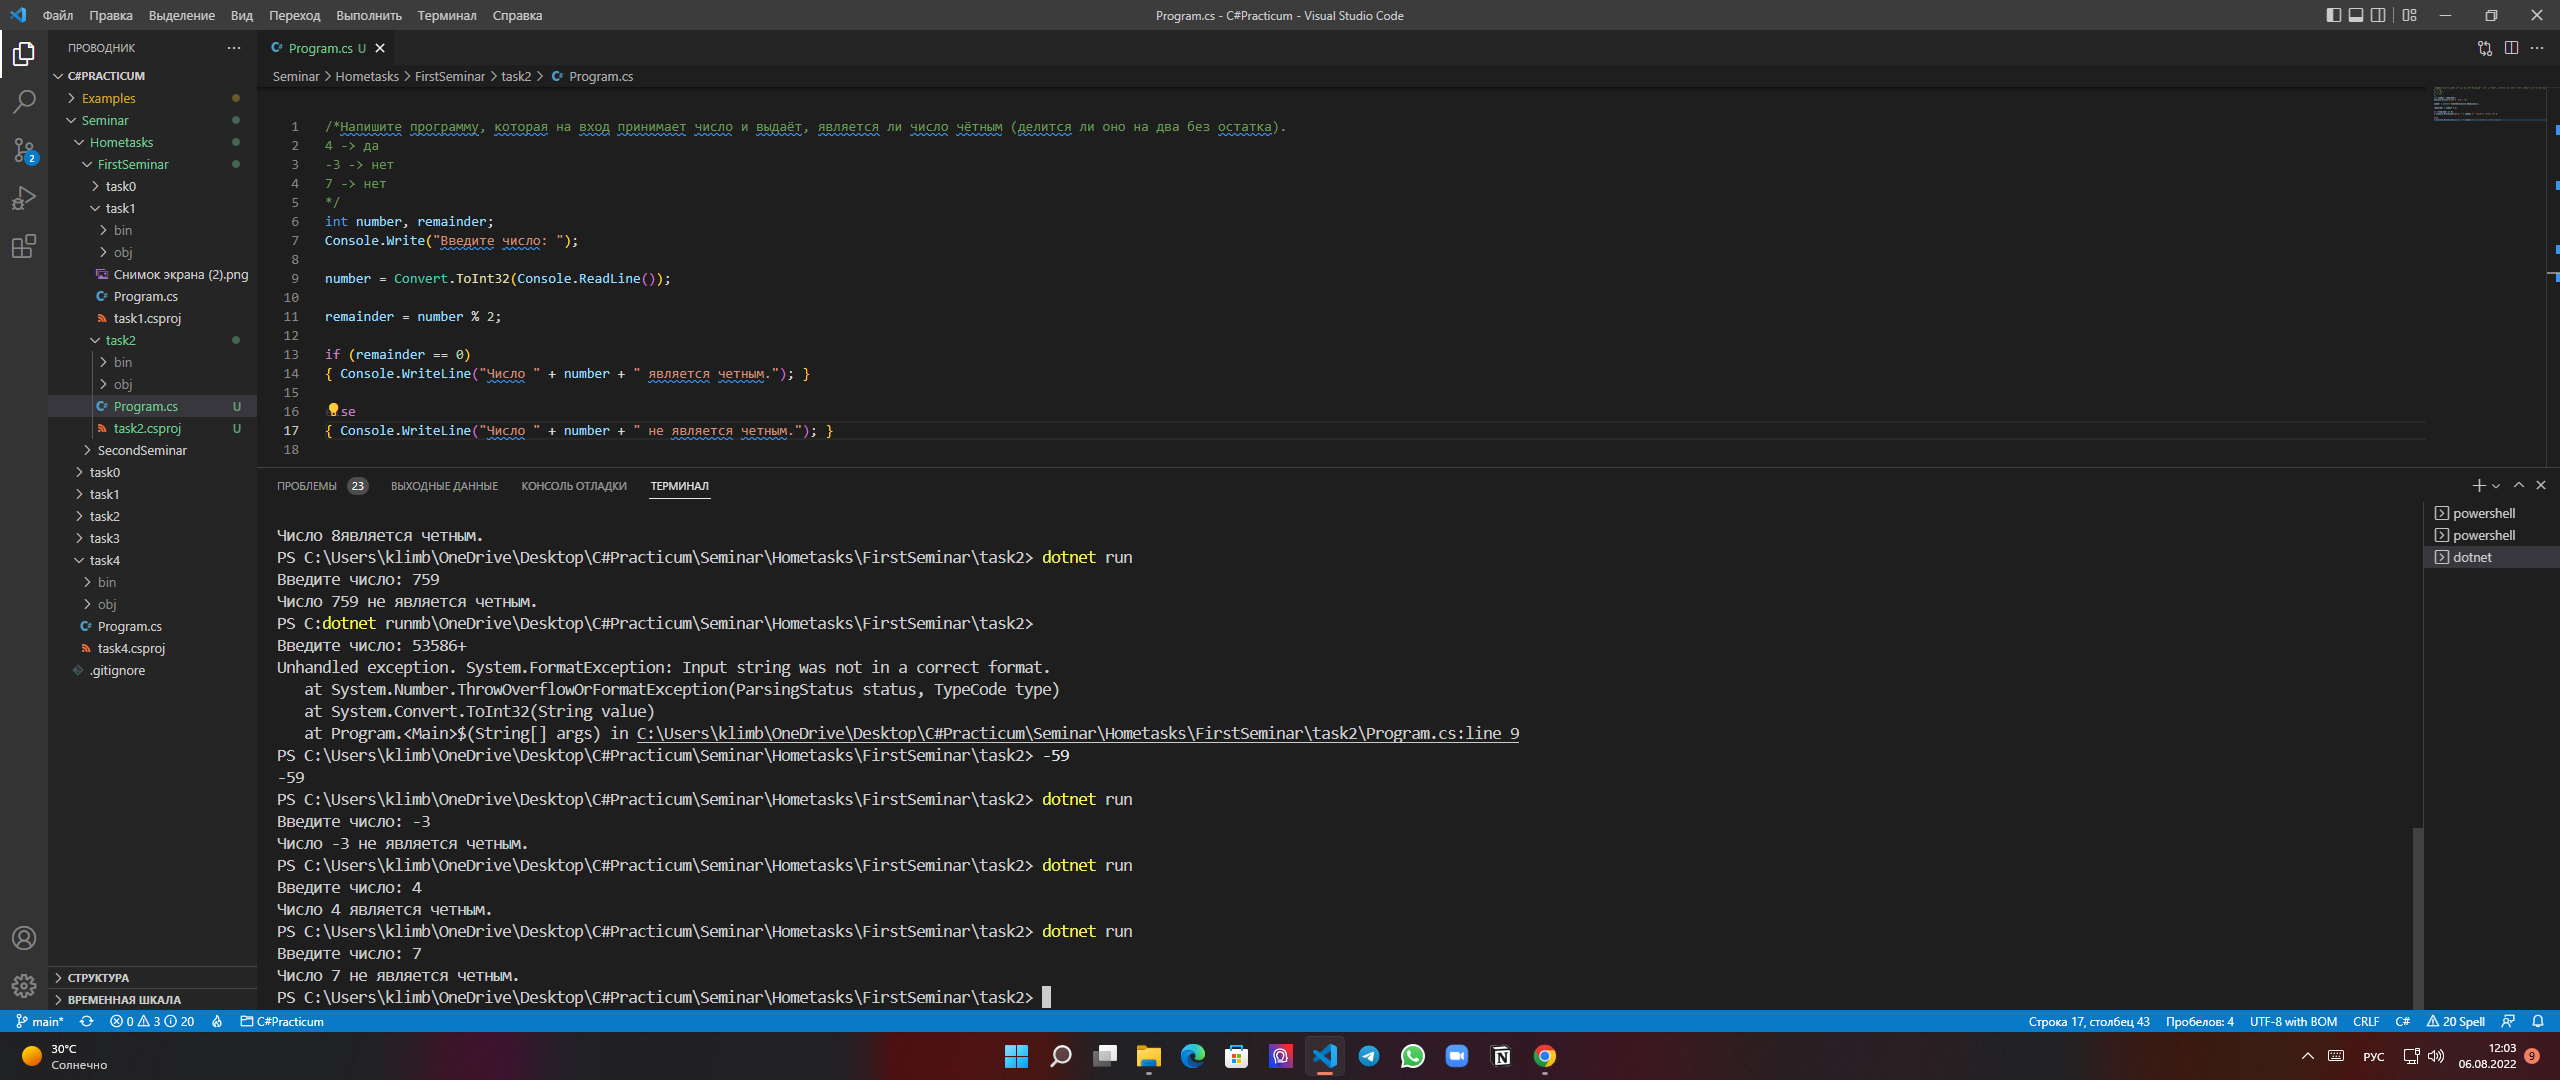 Файл Правка Выделение Вид Переход Выполнить Терминал Справка
Program.cs - C#Practicum - Visual Studio Code
ПРОВОДНИК
C#PRACTICUM
Examples
Seminar
Hometasks
FirstSeminar
task0
task1
bin
obj
Снимок экрана (2).png
Program.cs
task1.csproj
task2
bin
obj
Program.cs U
task2.csproj U
SecondSeminar
task0
task1
task2
task3
task4
bin
obj
Program.cs
task4.csproj
.gitignore
СТРУКТУРА
ВРЕМЕННАЯ ШКАЛА
2
Program.cs U
Seminar > Hometasks > FirstSeminar > task2 > Program.cs
1 /*Напишите программу, которая на вход принимает число и выдаёт, является ли число чётным (делится ли оно на два без остатка).
2 4 -> да
3 -3 -> нет
4 7 -> нет
5 */
6 int number, remainder;
7 Console.Write("Введите число: ");
8
9 number = Convert.ToInt32(Console.ReadLine());
10
11 remainder = number % 2;
12
13 if (remainder == 0)
14 { Console.WriteLine("Число " + number + " является четным."); }
15
16 se
17 { Console.WriteLine("Число " + number + " не является четным."); }
18
ПРОБЛЕМЫ 23 ВЫХОДНЫЕ ДАННЫЕ КОНСОЛЬ ОТЛАДКИ ТЕРМИНАЛ
Число 8является четным.
PS C:\Users\klimb\OneDrive\Desktop\C#Practicum\Seminar\Hometasks\FirstSeminar\task2> dotnet run
Введите число: 759
Число 759 не является четным.
PS C:dotnet runmb\OneDrive\Desktop\C#Practicum\Seminar\Hometasks\FirstSeminar\task2>
Введите число: 53586+
Unhandled exception. System.FormatException: Input string was not in a correct format.
at System.Number.ThrowOverflowOrFormatException(ParsingStatus status, TypeCode type)
at System.Convert.ToInt32(String value)
at Program.<Main>$(String[] args) in C:\Users\klimb\OneDrive\Desktop\C#Practicum\Seminar\Hometasks\FirstSeminar\task2\Program.cs:line 9
PS C:\Users\klimb\OneDrive\Desktop\C#Practicum\Seminar\Hometasks\FirstSeminar\task2> -59
-59
PS C:\Users\klimb\OneDrive\Desktop\C#Practicum\Seminar\Hometasks\FirstSeminar\task2> dotnet run
Введите число: -3
Число -3 не является четным.
PS C:\Users\klimb\OneDrive\Desktop\C#Practicum\Seminar\Hometasks\FirstSeminar\task2> dotnet run
Введите число: 4
Число 4 является четным.
PS C:\Users\klimb\OneDrive\Desktop\C#Practicum\Seminar\Hometasks\FirstSeminar\task2> dotnet run
Введите число: 7
Число 7 не является четным.
PS C:\Users\klimb\OneDrive\Desktop\C#Practicum\Seminar\Hometasks\FirstSeminar\task2>
powershell
powershell
dotnet
main* 0 3 20 C#Practicum
Строка 17, столбец 43 Пробелов: 4 UTF-8 with BOM CRLF C# 20 Spell
30°C
Солнечно
РУС
12:03
06.08.2022
9